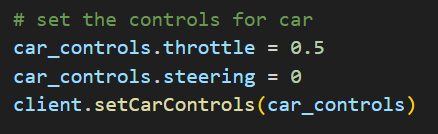 # set the controls for car
car_controls.throttle = 0.5
car_controls.steering = 0
client.setCarControls(car_controls)